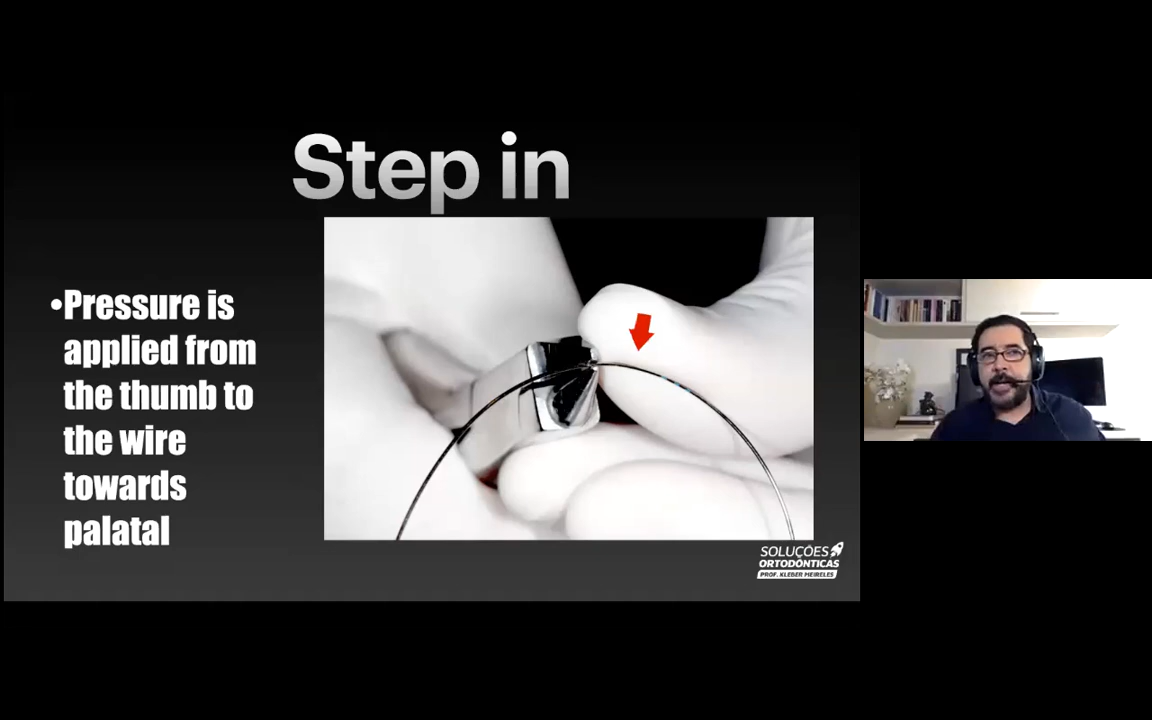 Step in
•Pressure is
applied from
the thumb to
the wire
towards
palatal
SOLUÇÕES
ORTODÔNTICAS
PROF. KLEBER MEIRELES